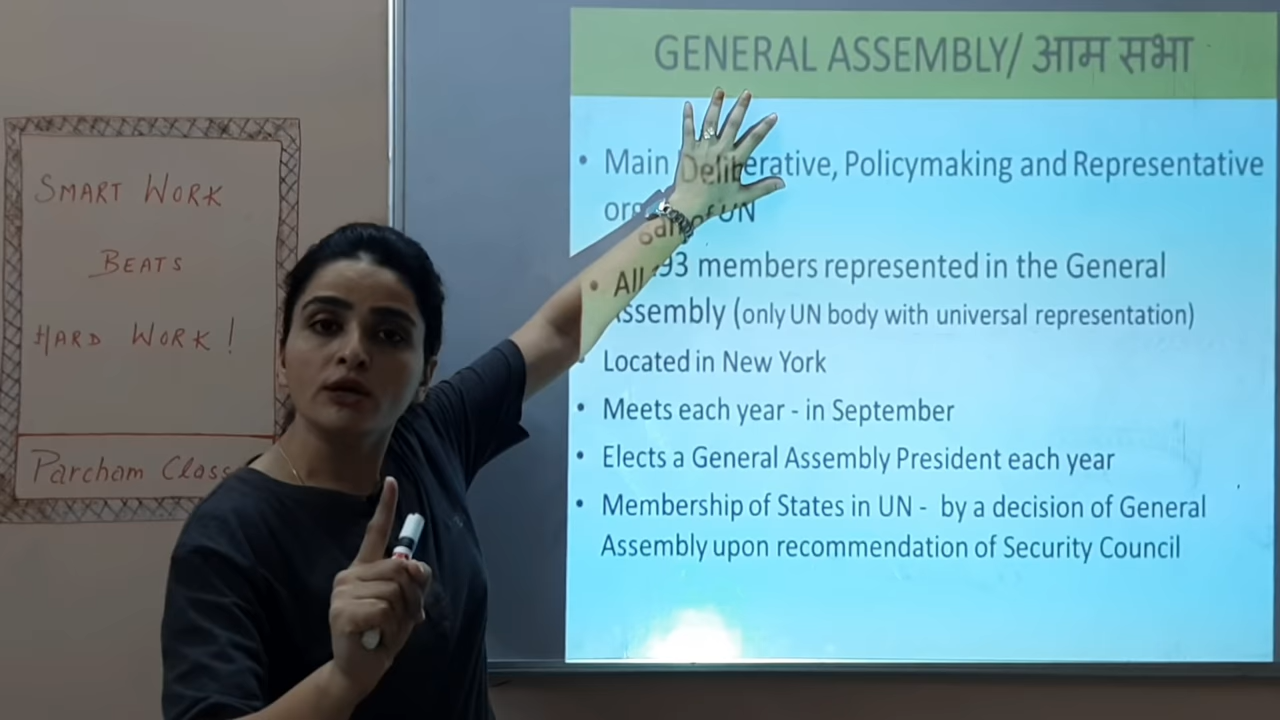 SMART WORK
BEATS
HARD WORK!
Parcham Class
GENERAL ASSEMBLY/ आम सभा
• Main Deliberative, Policymaking and Representative
organ of UN
• All 193 members represented in the General
Assembly (only UN body with universal representation)
• Located in New York
• Meets each year - in September
• Elects a General Assembly President each year
• Membership of States in UN - by a decision of General
Assembly upon recommendation of Security Council